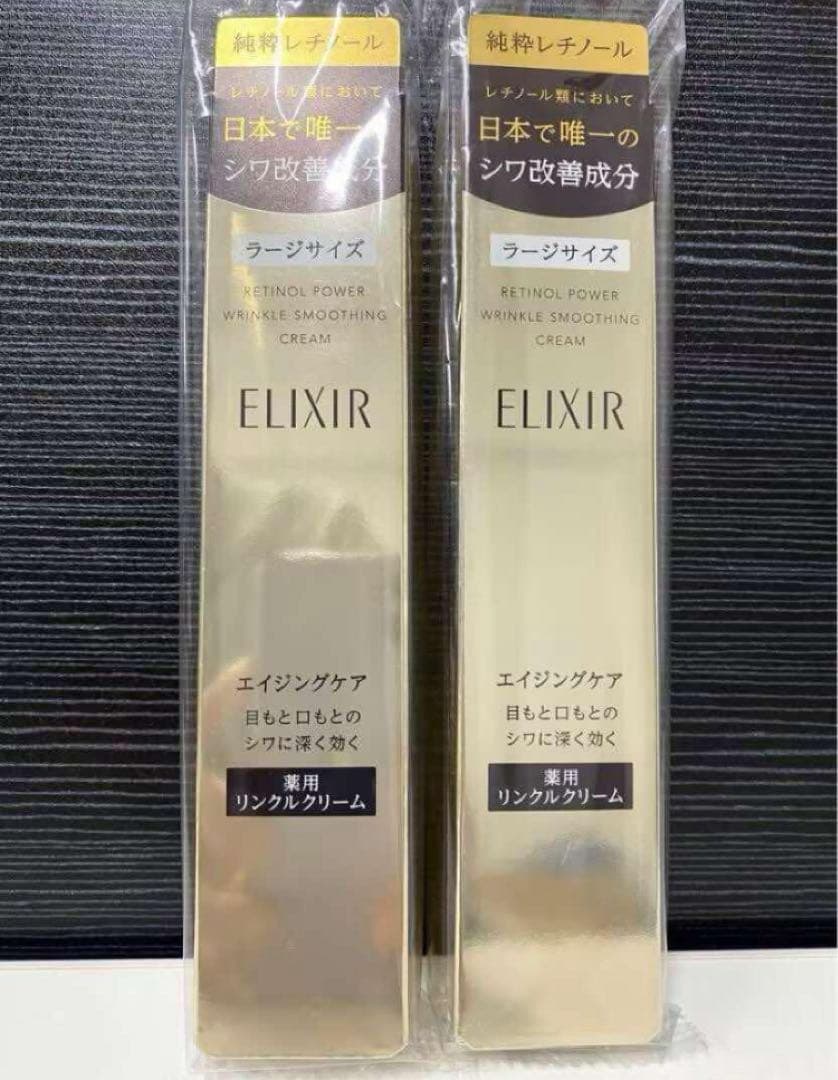 純粋レチノール
レチノール類において
日本で唯一
シワ改善成分
ラージサイズ
RETINOL POWER
WRINKLE SMOOTHING
CREAM
ELIXIR
エイジングケア
目もと口もとの
シワに深く効く
薬用
リンクルクリーム
純粋レチノール
レチノール類において
日本で唯一の
シワ改善成分
ラージサイズ
RETINOL POWER
WRINKLE SMOOTHING
CREAM
ELIXIR
エイジングケア
目もと口もとの
シワに深く効く
薬用
リンクルクリーム